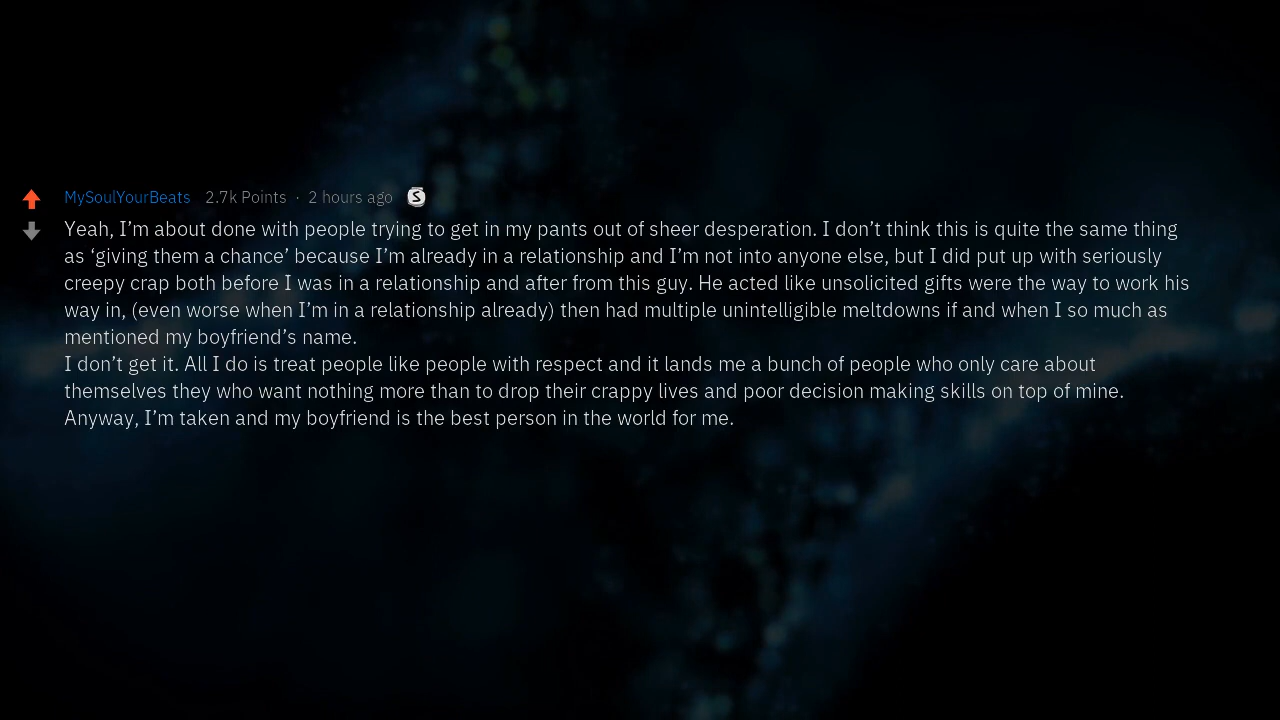 MySoulYourBeats 2.7k Points · 2 hours ago S
Yeah, I’m about done with people trying to get in my pants out of sheer desperation. I don’t think this is quite the same thing
as ‘giving them a chance’ because I’m already in a relationship and I’m not into anyone else, but I did put up with seriously
creepy crap both before I was in a relationship and after from this guy. He acted like unsolicited gifts were the way to work his
way in, (even worse when I’m in a relationship already) then had multiple unintelligible meltdowns if and when I so much as
mentioned my boyfriend’s name.
I don’t get it. All I do is treat people like people with respect and it lands me a bunch of people who only care about
themselves they who want nothing more than to drop their crappy lives and poor decision making skills on top of mine.
Anyway, I’m taken and my boyfriend is the best person in the world for me.